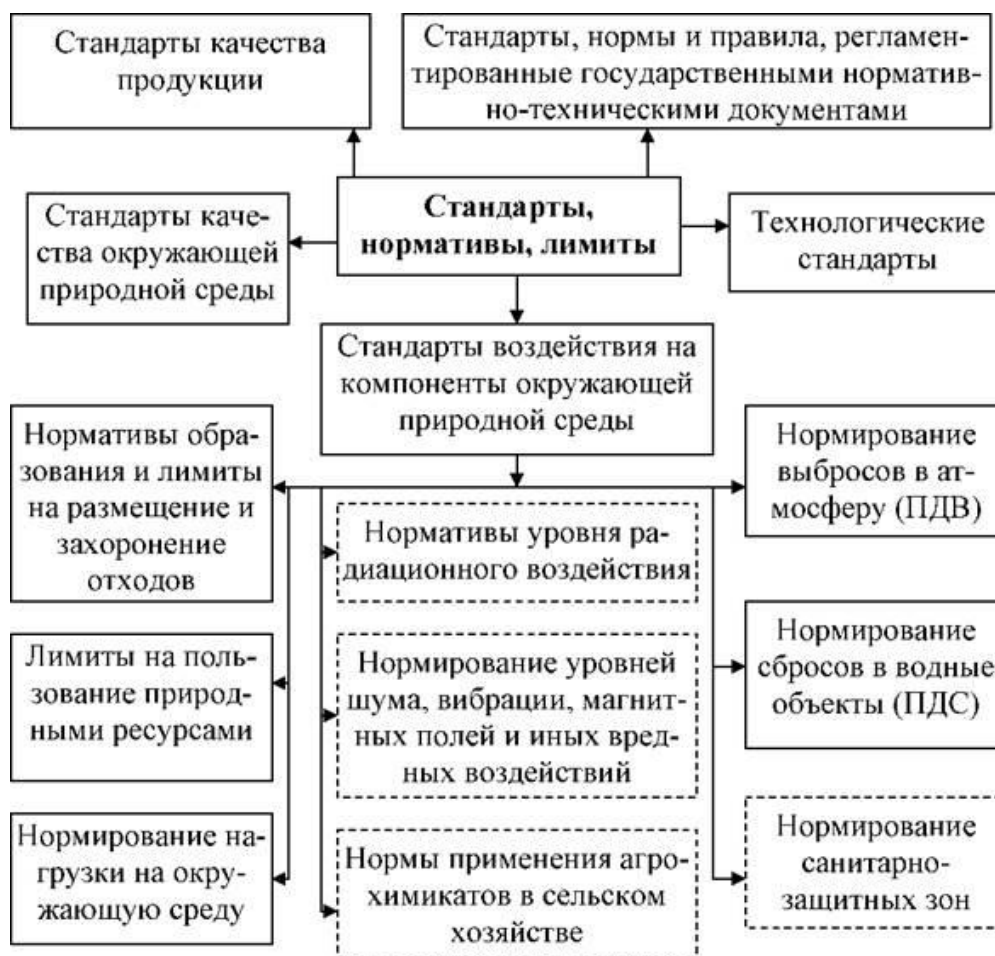 Стандарты качества
продукции
Стандарты, нормы и правила, регламен-
тированные государственными норматив-
но-техническими документами
Стандарты каче-
ства окружающей
природной среды
Стандарты,
нормативы, лимиты
Технологические
стандарты
Стандарты воздействия на
компоненты окружающей
природной среды
Нормативы обра-
зования и лимиты
на размещение и
захоронение
отходов
Нормативы уровня ра-
диационного воздействия
Нормирование
выбросов в ат-
мосферу (ПДВ)
Лимиты на поль-
зование природ-
ными ресурсами
Нормирование уровней
шума, вибрации, магнит-
ных полей и иных вред-
ных воздействий
Нормирование
сбросов в водные
объекты (ПДС)
Нормирование на-
грузки на окру-
жающую среду
Нормы применения агро-
химикатов в сельском
хозяйстве
Нормирование
санитарно-
защитных зон